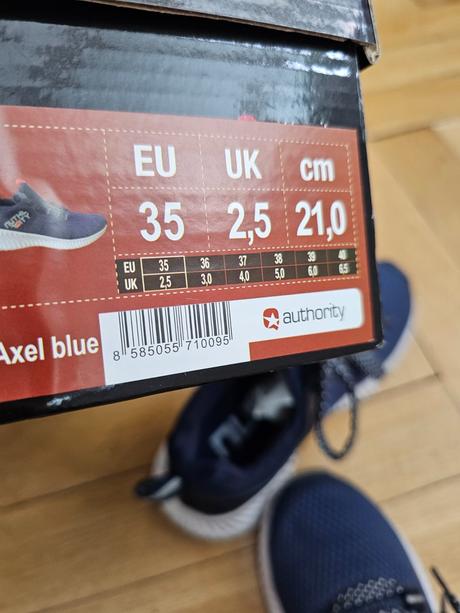 EU UK cm
35 2,5 21,0
EU 35 36 37 38 39 40
UK 2,5 3,0 4,0 5,0 6,0 6,5
Axel blue
8 585055 710095
authority